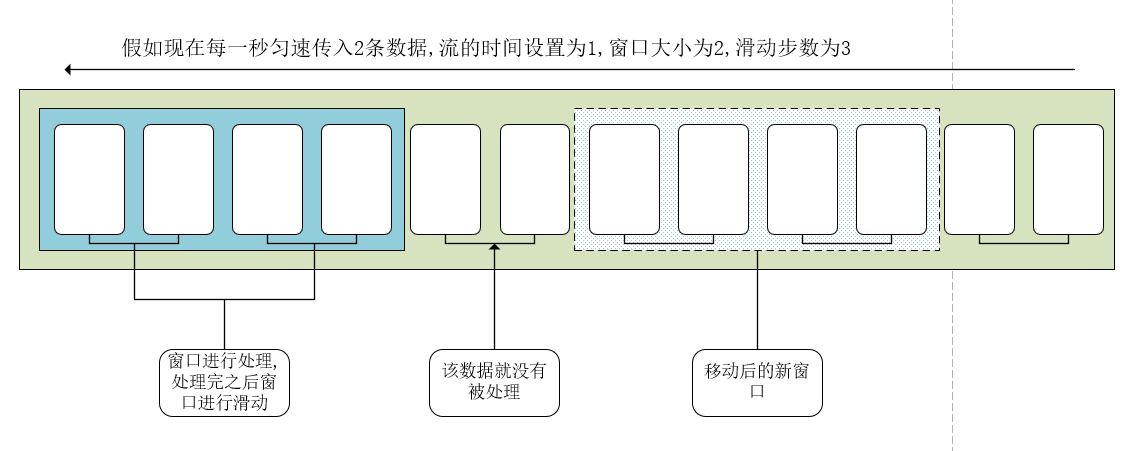 假如现在每一秒匀速传入2条数据,流的时间设置为1,窗口大小为2,滑动步数为3
窗口进行处理,
处理完之后窗
口进行滑动
该数据就没有
被处理
移动后的新窗
口